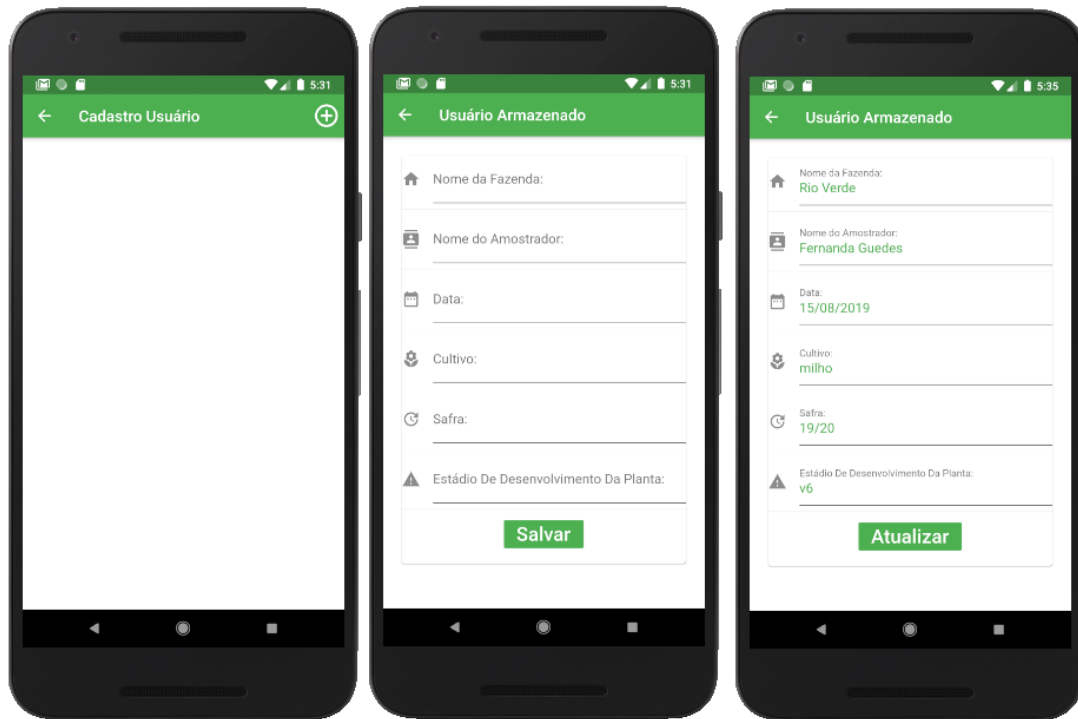 5:31
Cadastro Usuário
5:31
Usuário Armazenado
Nome da Fazenda:
Nome do Amostrador:
Data:
Cultivo:
Safra:
Estádio De Desenvolvimento Da Planta:
Salvar
5:35
Usuário Armazenado
Nome da Fazenda:
Rio Verde
Nome do Amostrador:
Fernanda Guedes
Data:
15/08/2019
Cultivo:
milho
Safra:
19/20
Estádio De Desenvolvimento Da Planta:
v6
Atualizar